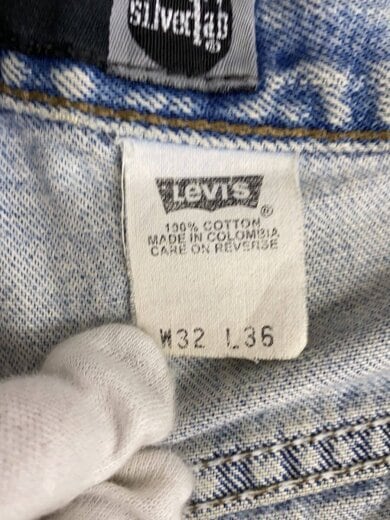 silvertab
LEVI'S
®
100% COTTON
MADE IN COLOMBIA
CARE ON REVERSE
W32 L36